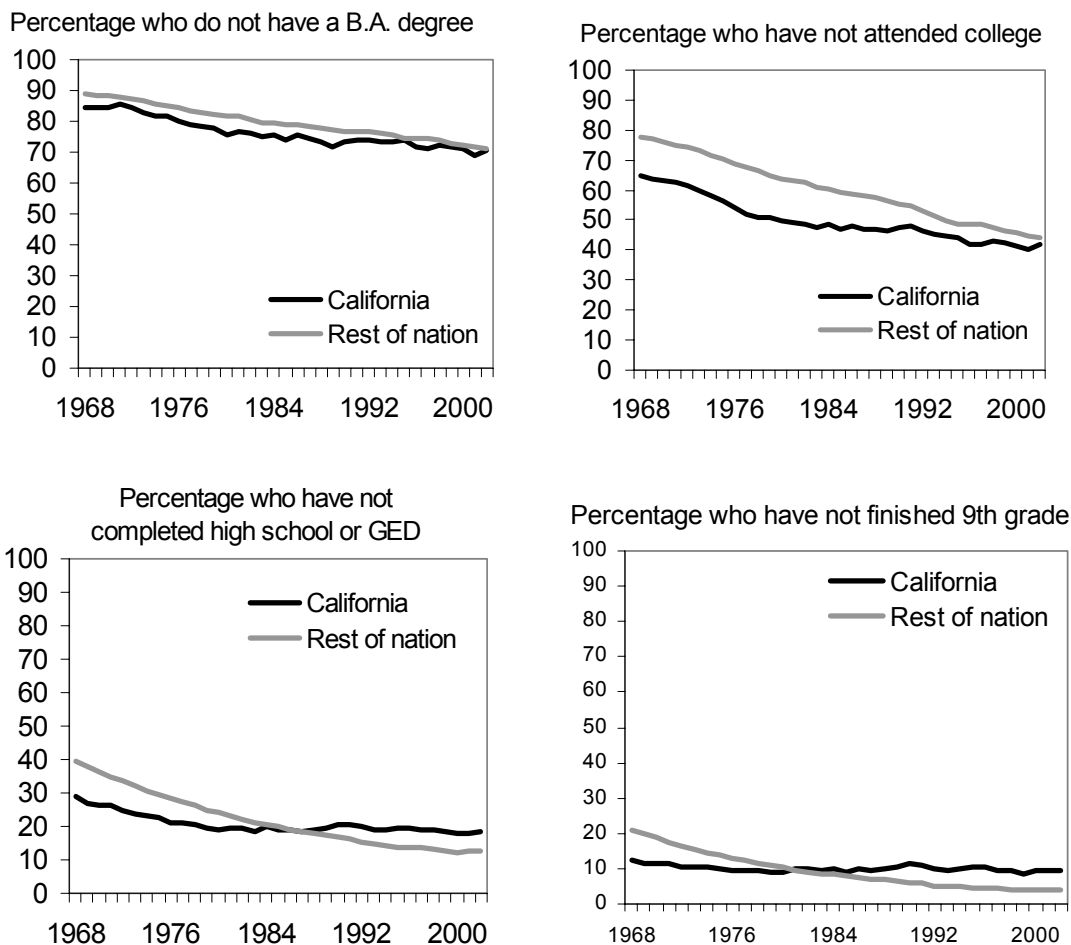 Percentage who do not have a B.A. degree
100
90
80
70
60
50
40
30
20
10
0
California
Rest of nation
1968 1976 1984 1992 2000
Percentage who have not attended college
100
90
80
70
60
50
40
30
20
10
0
California
Rest of nation
1968 1976 1984 1992 2000
Percentage who have not
completed high school or GED
100
90
80
70
60
50
40
30
20
10
0
California
Rest of nation
1968 1976 1984 1992 2000
Percentage who have not finished 9th grade
100
90
80
70
60
50
40
30
20
10
0
California
Rest of nation
1968 1976 1984 1992 2000